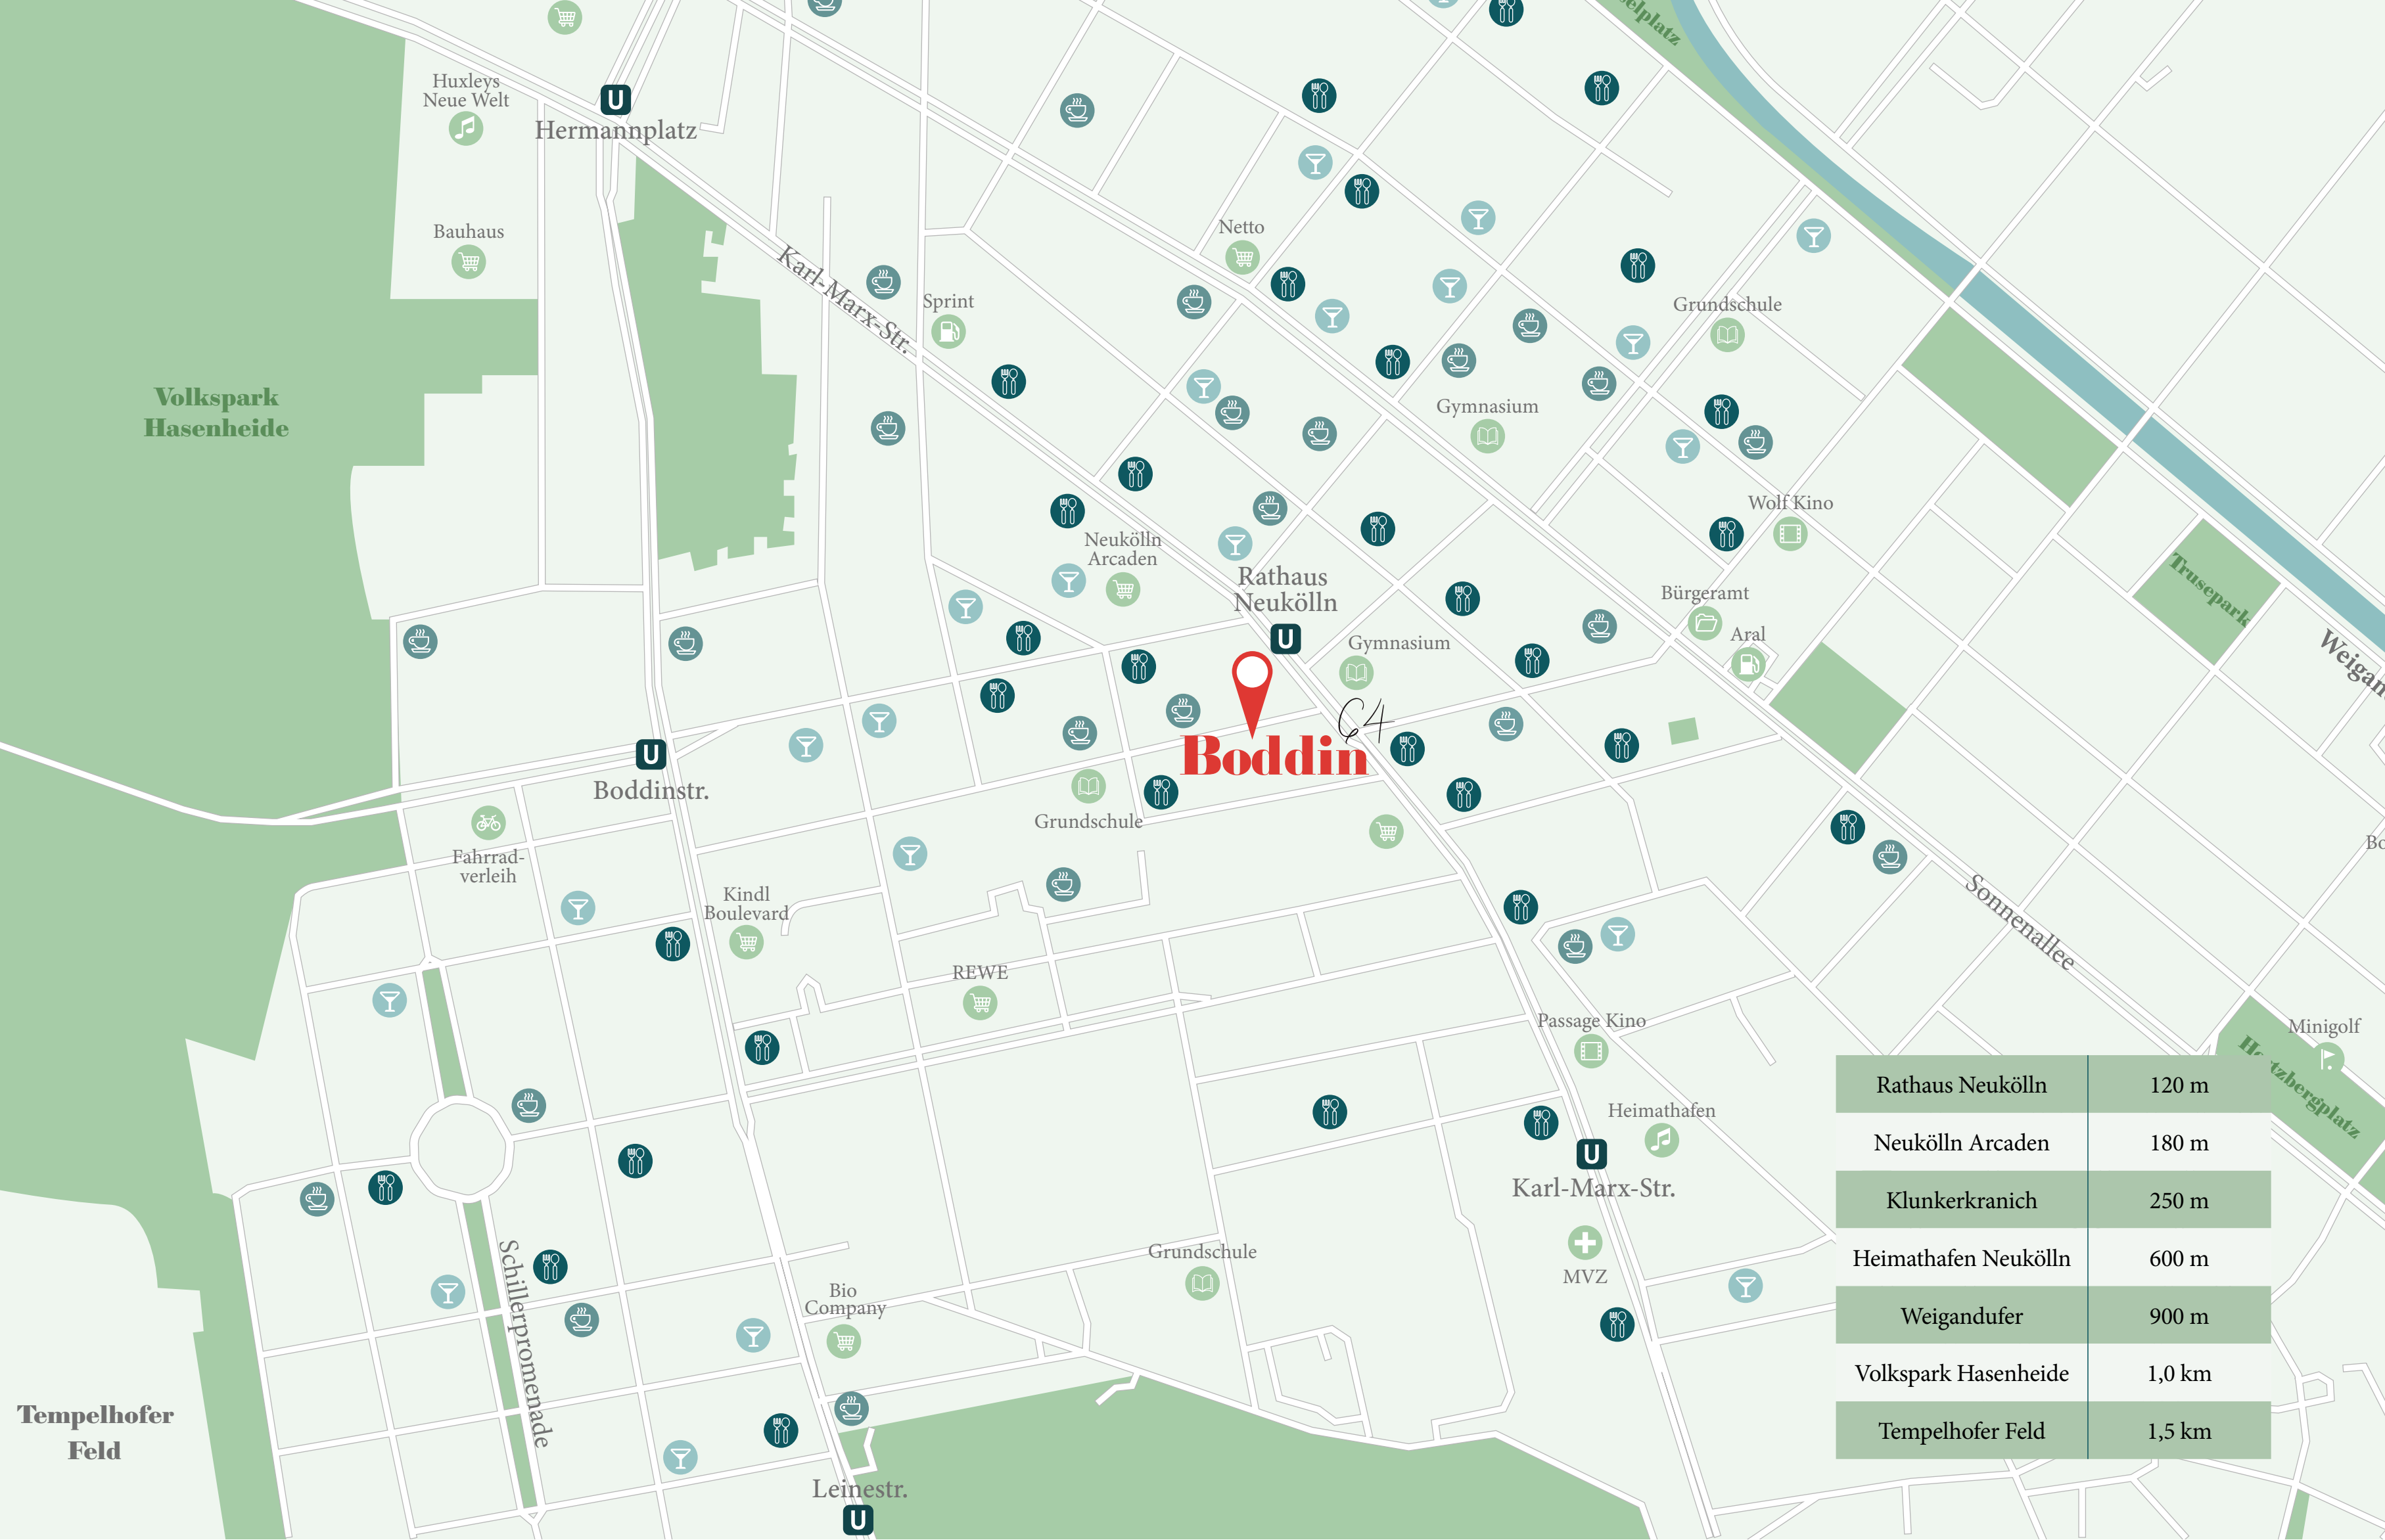 elplatz
Huxleys
Neue Welt
U
Hermannplatz
Bauhaus
Netto
Karl-Marx-Str.
Sprint
Grundschule
Volkspark
Hasenheide
Gymnasium
Wolf Kino
Neukölln
Arcaden
Rathaus
Neukölln
U
Trusepark
Bürgeramt
Aral
Gymnasium
Weigan
64
Boddin
U
Boddinstr.
Grundschule
Fahrrad-
verleih
Kindl
Boulevard
Sonnenallee
REWE
Passage Kino
Minigolf
Hertzbergplatz
Heimathafen
U
Karl-Marx-Str.
MVZ
Grundschule
Schillerpromenade
Bio
Company
Tempelhofer
Feld
Leinestr.
U
Rathaus Neukölln 120 m
Neukölln Arcaden 180 m
Klunkerkranich 250 m
Heimathafen Neukölln 600 m
Weigandufer 900 m
Volkspark Hasenheide 1,0 km
Tempelhofer Feld 1,5 km